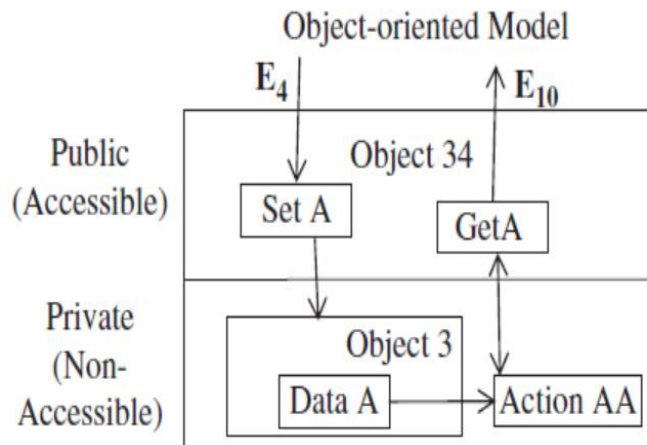 Object-oriented Model
E4
E10
Public
(Accessible)
Object 34
Set A
GetA
Private
(Non-
Accessible)
Object 3
Data A
Action AA